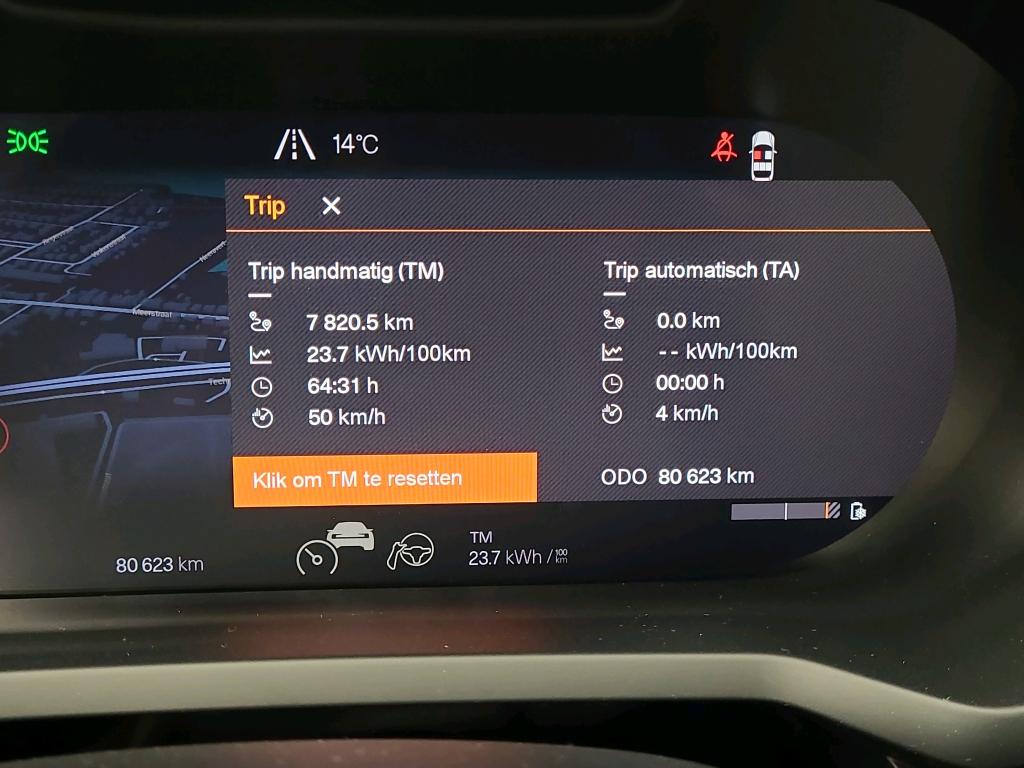 14°C
Trip
Trip handmatig (TM)
7 820.5 km
23.7 kWh/100km
64:31 h
50 km/h
Klik om TM te resetten
Trip automatisch (TA)
0.0 km
-- kWh/100km
00:00 h
4 km/h
ODO 80 623 km
Meerstraat
80 623 km
TM
23.7 kWh / 100 km